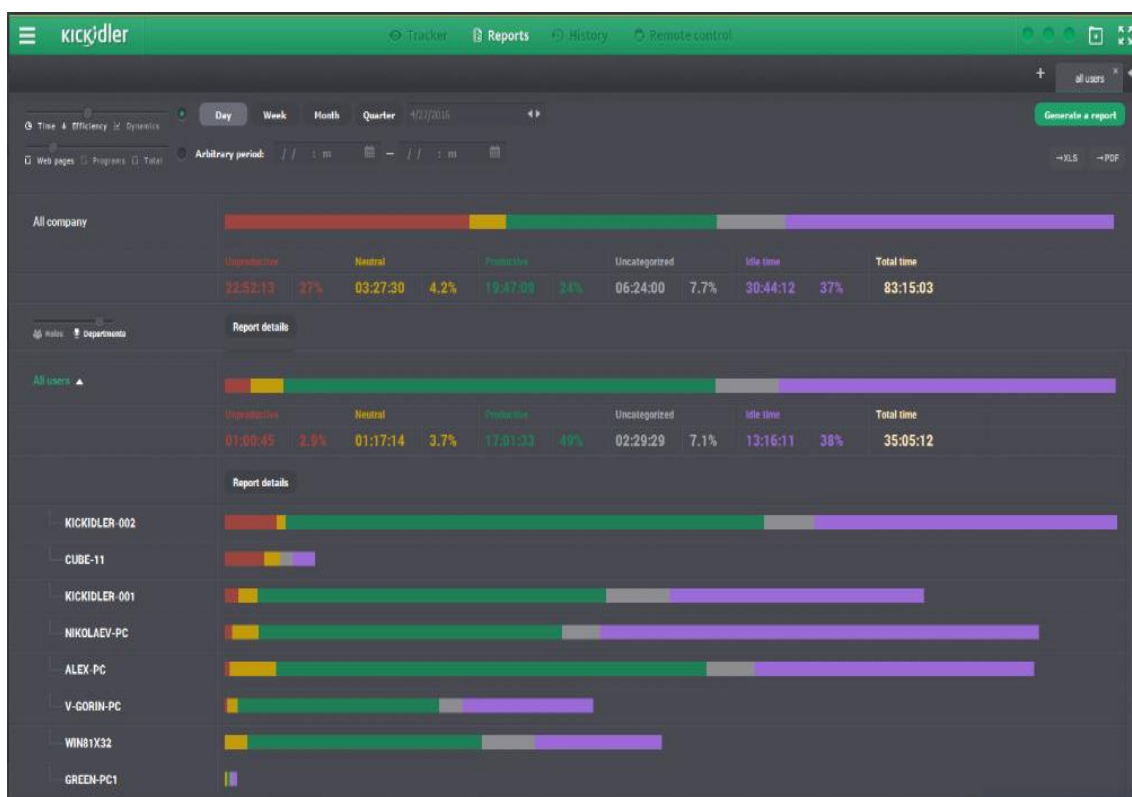 KICKidler
Tracker Reports History Remote control
+ all users ×
Time Efficiency Dynamics Day Week Month Quarter 4/27/2016 Generate a report
Web pages Programs Total Arbitrary period: / / : m – / / : m →XLS →PDF
All company
Unproductive Neutral Productive Uncategorized Idle time Total time
22:52:13 27% 03:27:30 4.2% 19:47:09 24% 06:24:00 7.7% 30:44:12 37% 83:15:03
Roles Departments Report details
All users
Unproductive Neutral Productive Uncategorized Idle time Total time
01:00:45 2.9% 01:17:14 3.7% 17:01:33 49% 02:29:29 7.1% 13:16:11 38% 35:05:12
Report details
KICKIDLER-002
CUBE-11
KICKIDLER-001
NIKOLAEV-PC
ALEX-PC
V-GORIN-PC
WIN81X32
GREEN-PC1